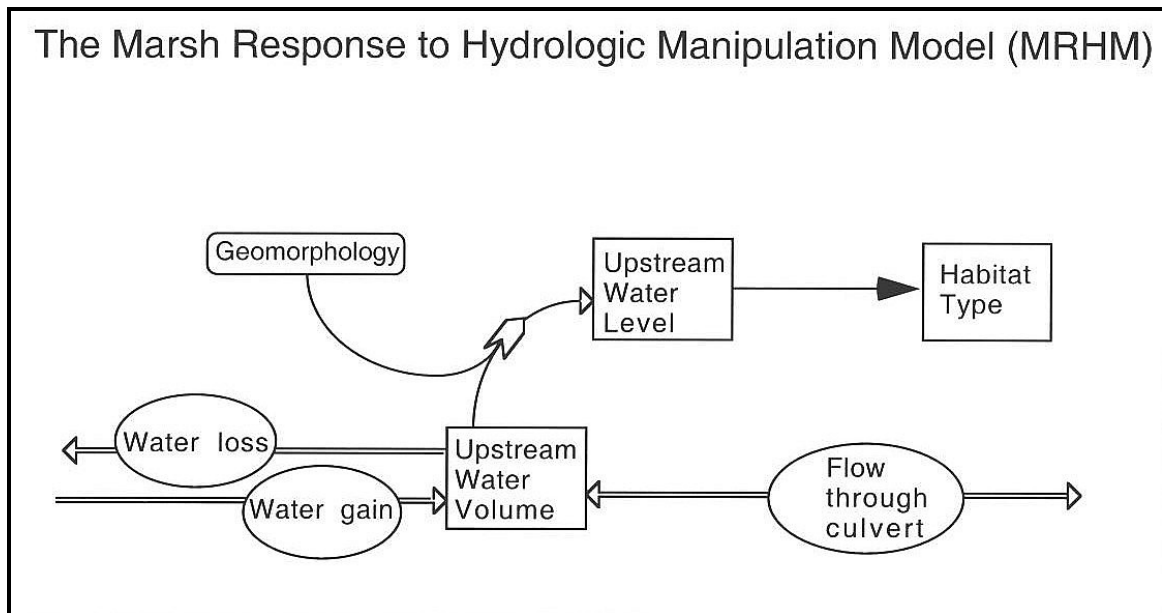 The Marsh Response to Hydrologic Manipulation Model (MRHM)
Geomorphology
Upstream
Water
Level
Habitat
Type
Water loss
Upstream
Water
Volume
Water gain
Flow
through
culvert